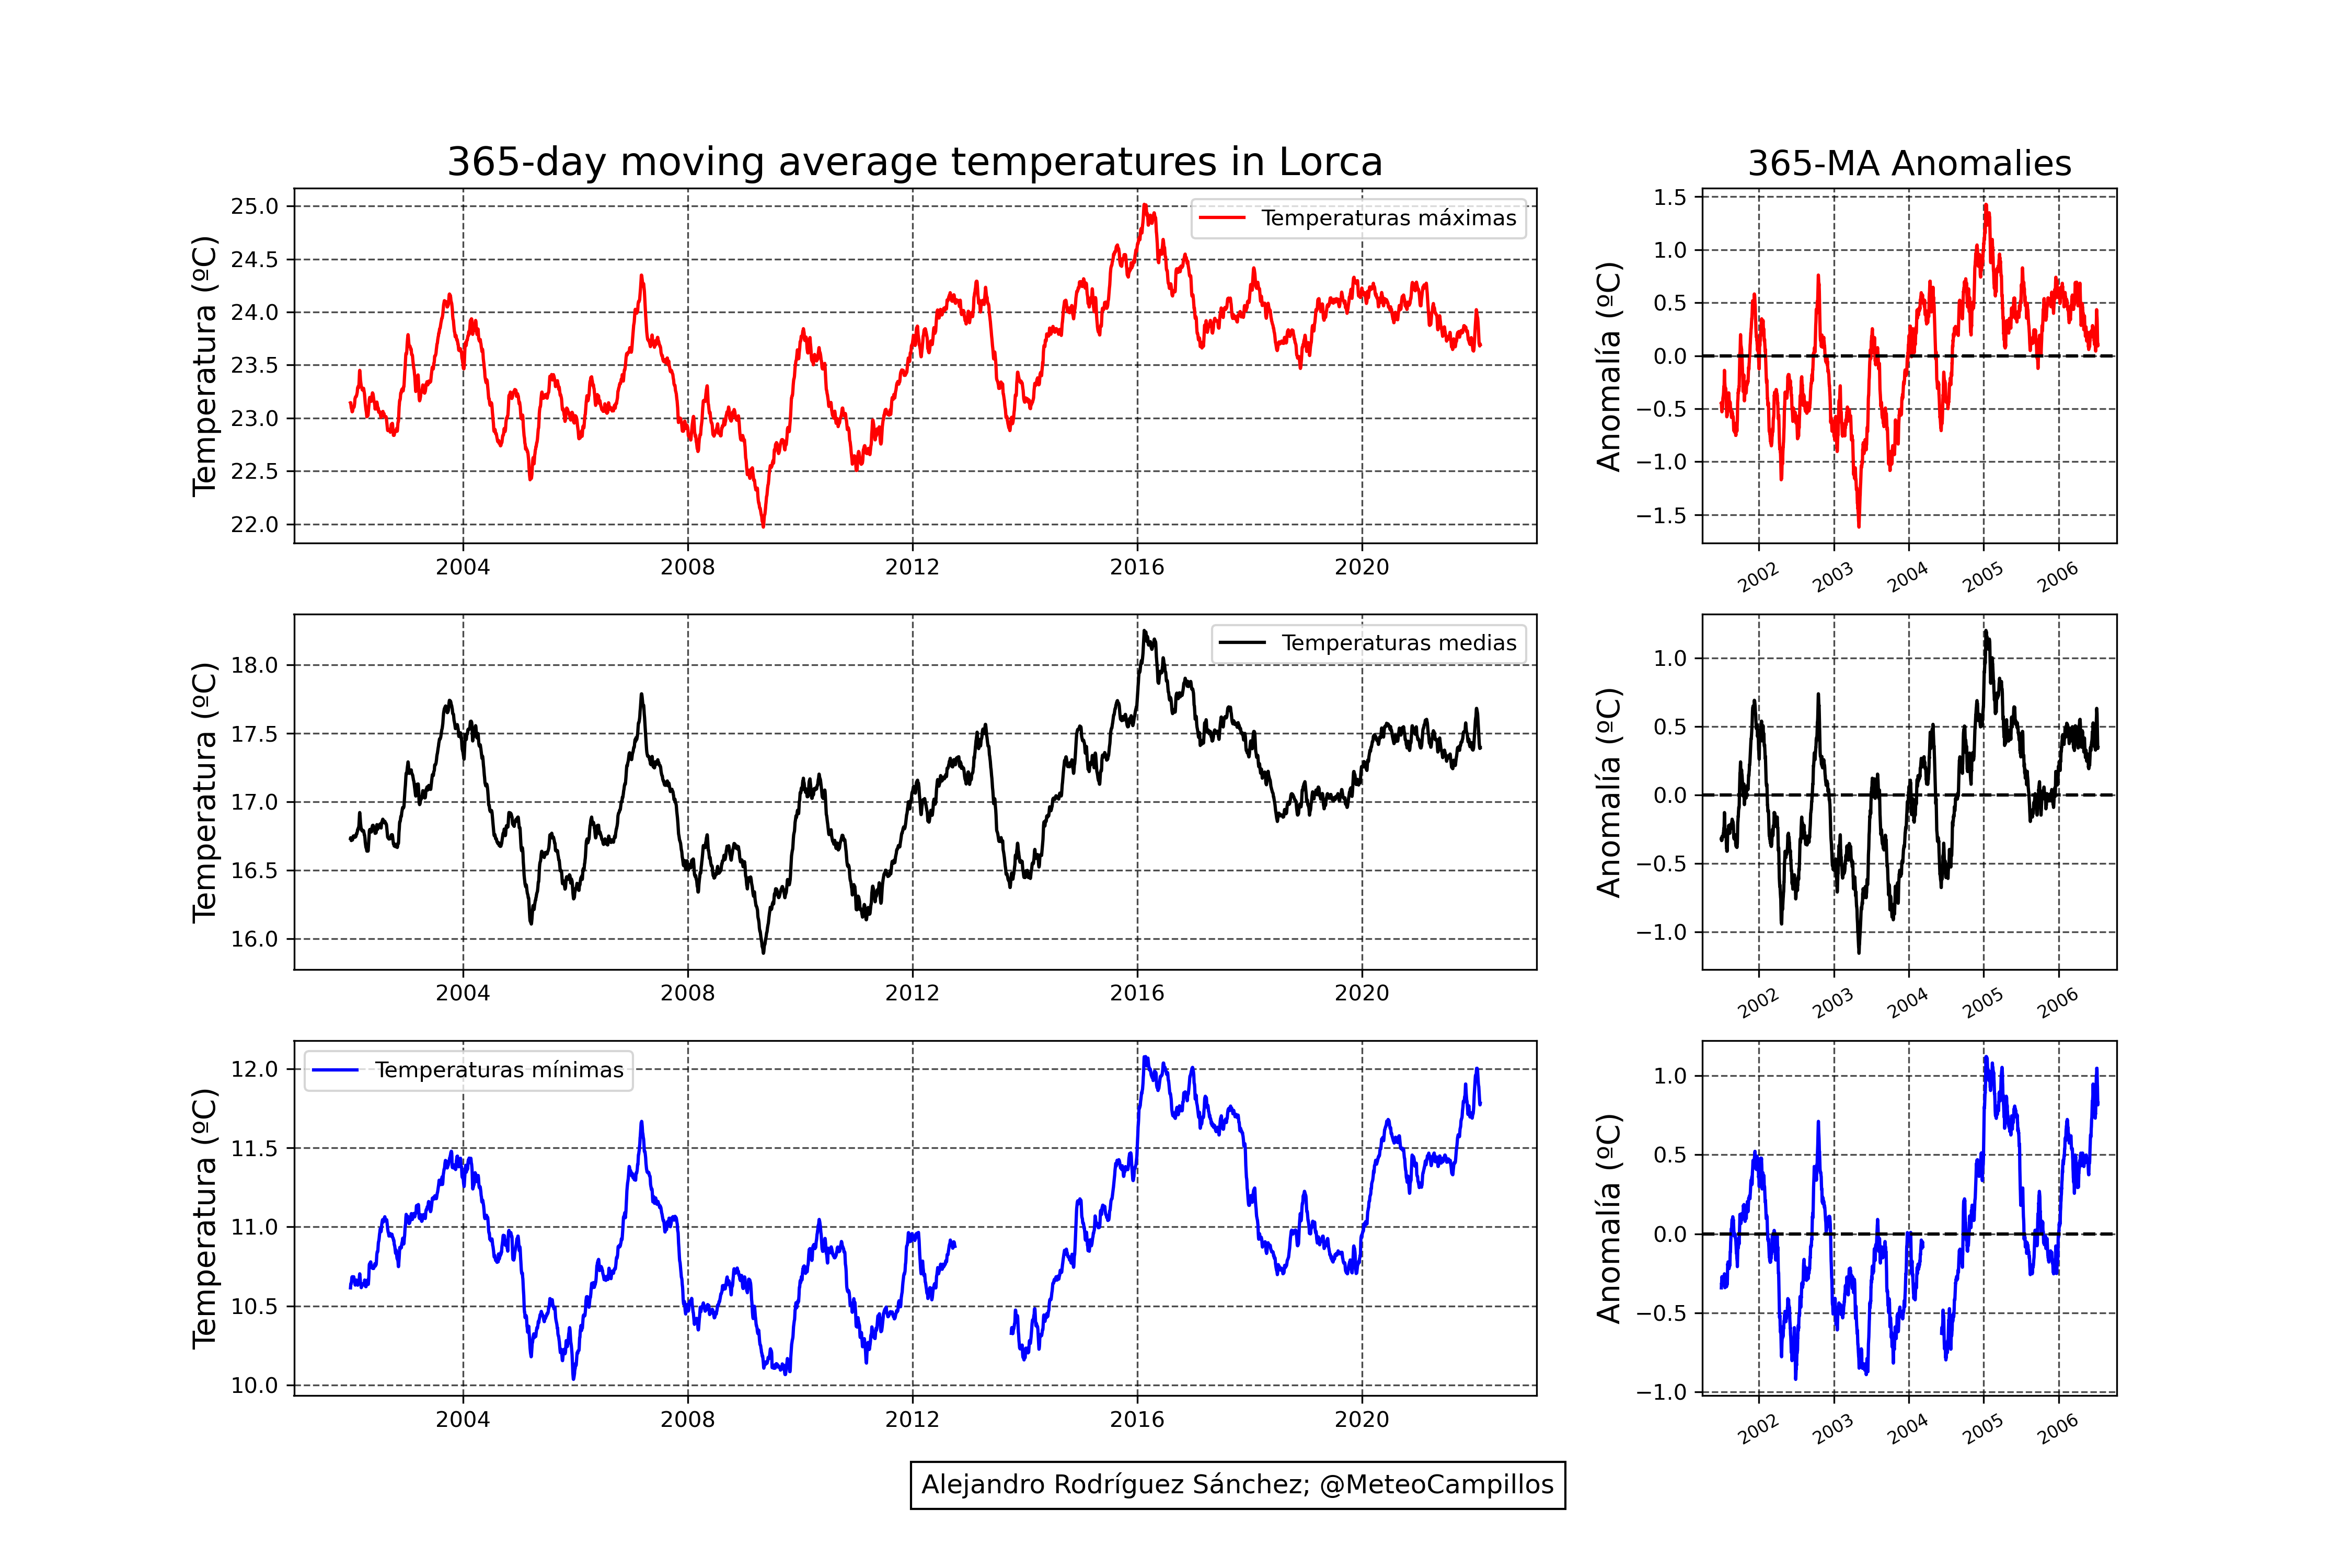 365-day moving average temperatures in Lorca
365-MA Anomalies
Temperatura (ºC)
25.0
24.5
24.0
23.5
23.0
22.5
22.0
Temperaturas máximas
2004 2008 2012 2016 2020
Anomalía (ºC)
1.5
1.0
0.5
0.0
−0.5
−1.0
−1.5
2002 2003 2004 2005 2006
Temperatura (ºC)
18.0
17.5
17.0
16.5
16.0
Temperaturas medias
2004 2008 2012 2016 2020
Anomalía (ºC)
1.0
0.5
0.0
−0.5
−1.0
2002 2003 2004 2005 2006
Temperatura (ºC)
12.0
11.5
11.0
10.5
10.0
Temperaturas mínimas
2004 2008 2012 2016 2020
Anomalía (ºC)
1.0
0.5
0.0
−0.5
−1.0
2002 2003 2004 2005 2006
Alejandro Rodríguez Sánchez; @MeteoCampillos